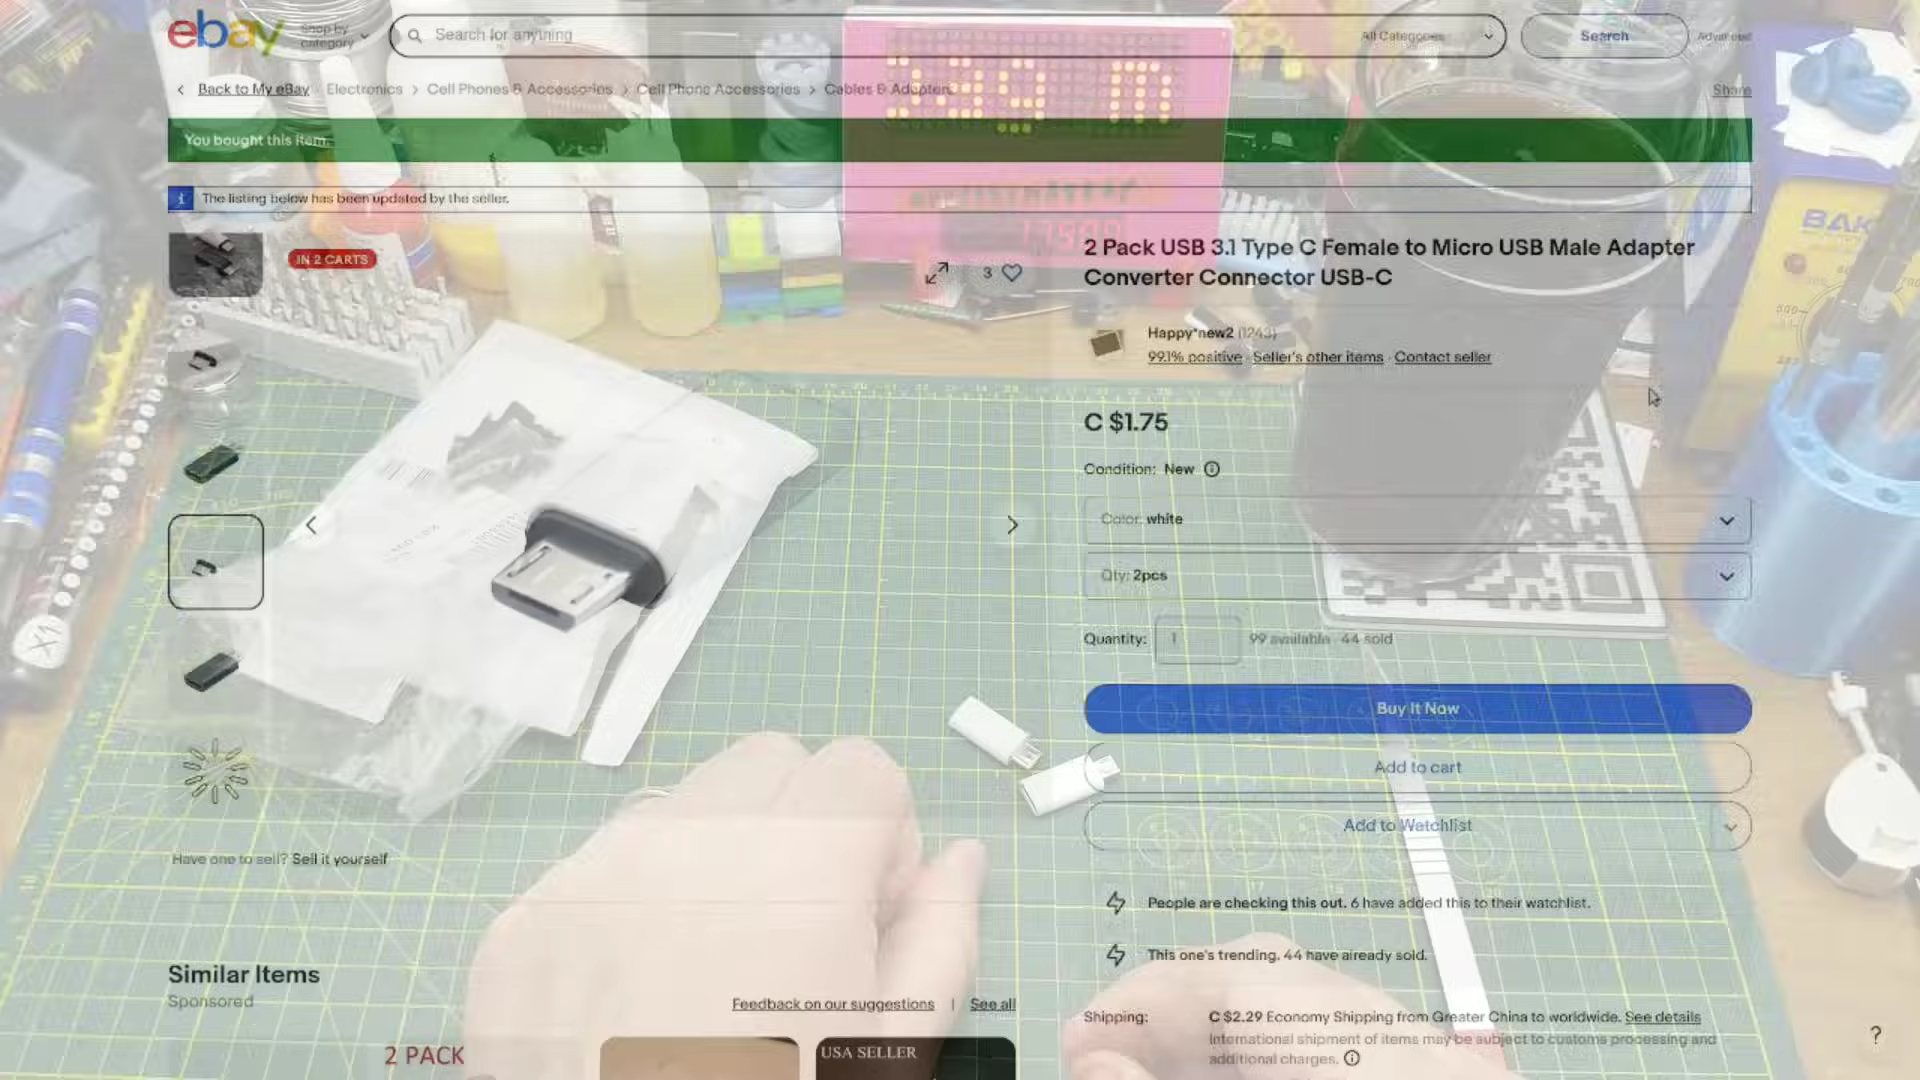 ebay
Shop by
category
Search for anything
All Categories
Search
Advanced
Back to My eBay
Electronics > Cell Phones & Accessories > Cell Phone Accessories > Cables & Adapters
Share
You bought this item.
The listing below has been updated by the seller.
IN 2 CARTS
3
2 Pack USB 3.1 Type C Female to Micro USB Male Adapter
Converter Connector USB-C
Happy*new2 (1243)
99.1% positive · Seller's other items · Contact seller
C $1.75
Condition: New
Color: white
Qty: 2pcs
Quantity: 1 99 available · 44 sold
Buy It Now
Add to cart
Add to Watchlist
Have one to sell? Sell it yourself
People are checking this out. 6 have added this to their watchlist.
This one's trending. 44 have already sold.
Similar Items
Sponsored
Feedback on our suggestions | See all
Shipping: C $2.29 Economy Shipping from Greater China to worldwide. See details
International shipment of items may be subject to customs processing and
additional charges.
2 PACK
USA SELLER
?
BAK